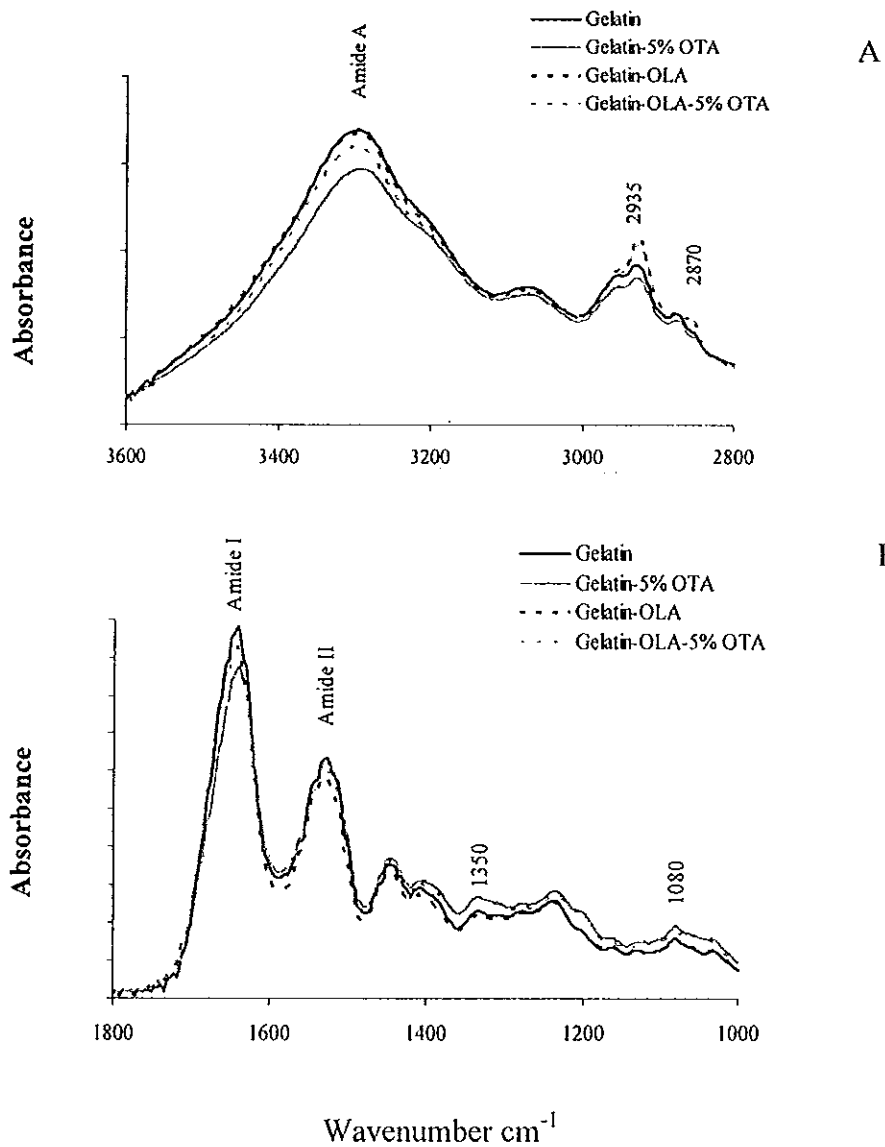 Gelatin
Gelatin-5% OTA
Gelatin-OLA
Gelatin-OLA-5% OTA
A
Amide A
2935
2870
Absorbance
3600 3400 3200 3000 2800
Gelatin
Gelatin-5% OTA
Gelatin-OLA
Gelatin-OLA-5% OTA
I
Amide I
Amide II
1350
1080
Absorbance
1800 1600 1400 1200 1000
Wavenumber cm⁻¹